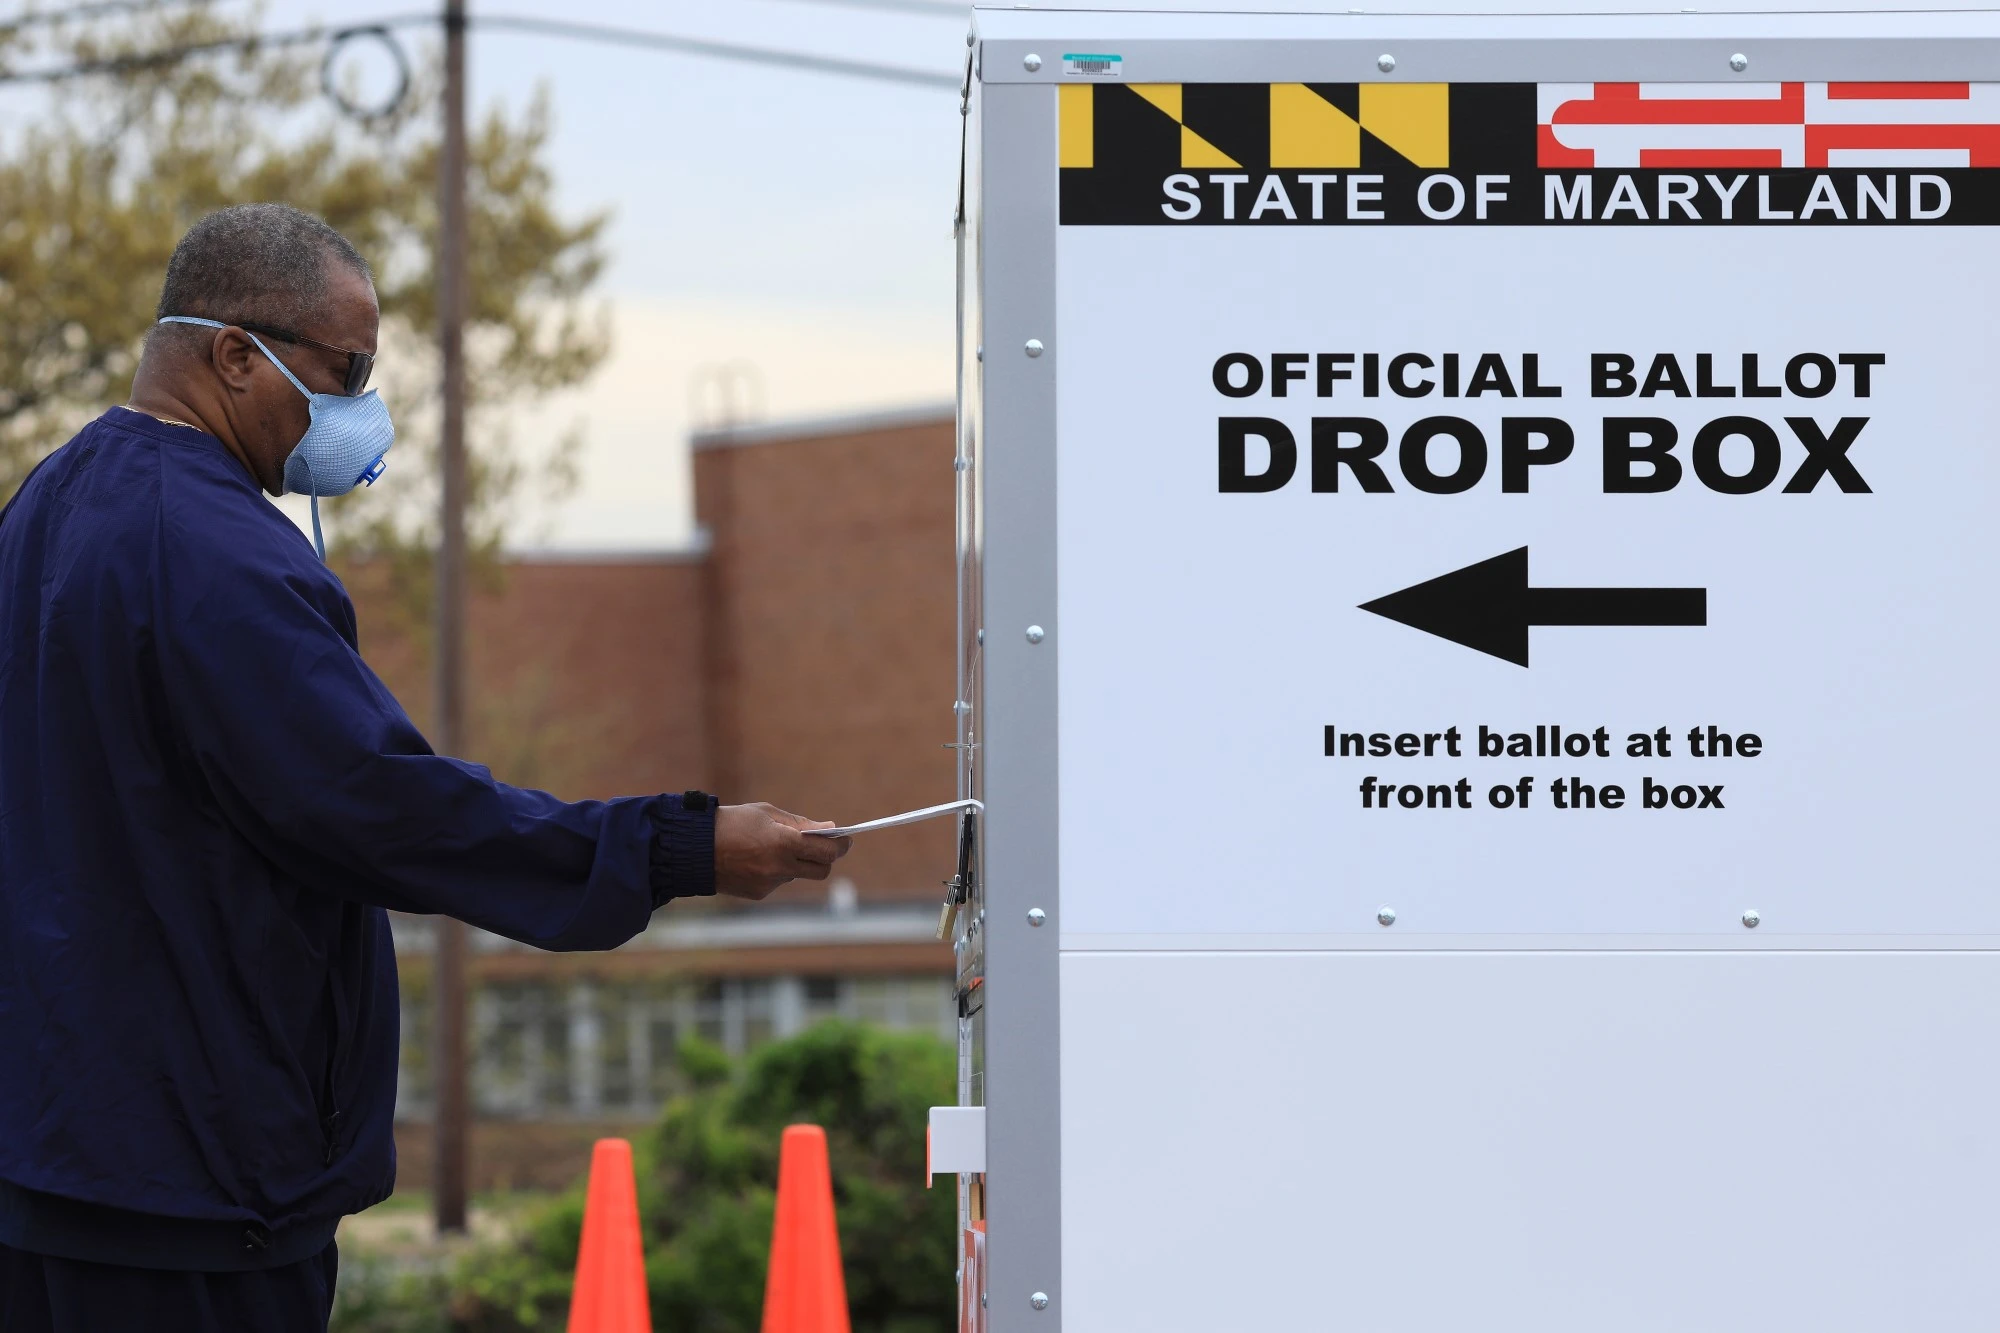 STATE OF MARYLAND
OFFICIAL BALLOT
DROP BOX
Insert ballot at the
front of the box